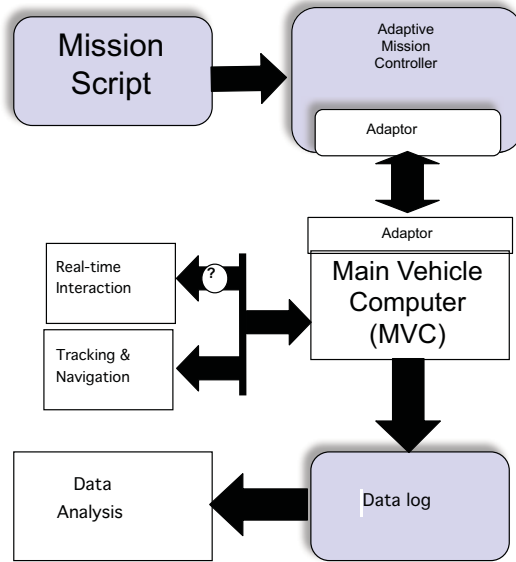 Mission
Script
Adaptive
Mission
Controller
Adaptor
Adaptor
Main Vehicle
Computer
(MVC)
Real-time
Interaction
?
Tracking &
Navigation
Data
Analysis
Data log